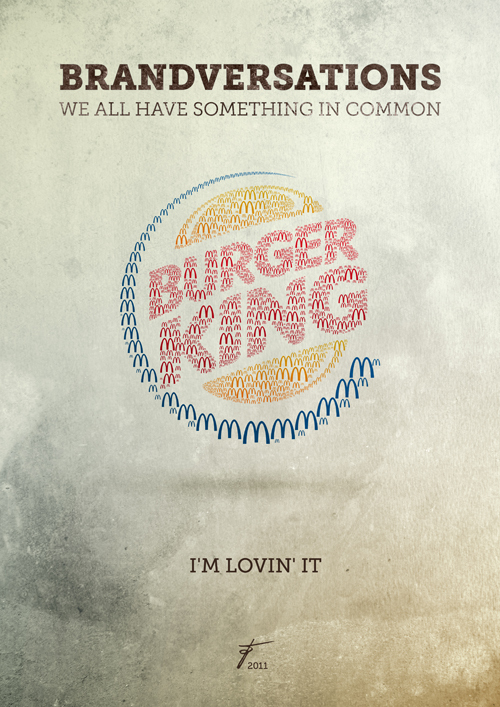 BRANDVERSATIONS
WE ALL HAVE SOMETHING IN COMMON
BURGER
KING
I'M LOVIN' IT
2011